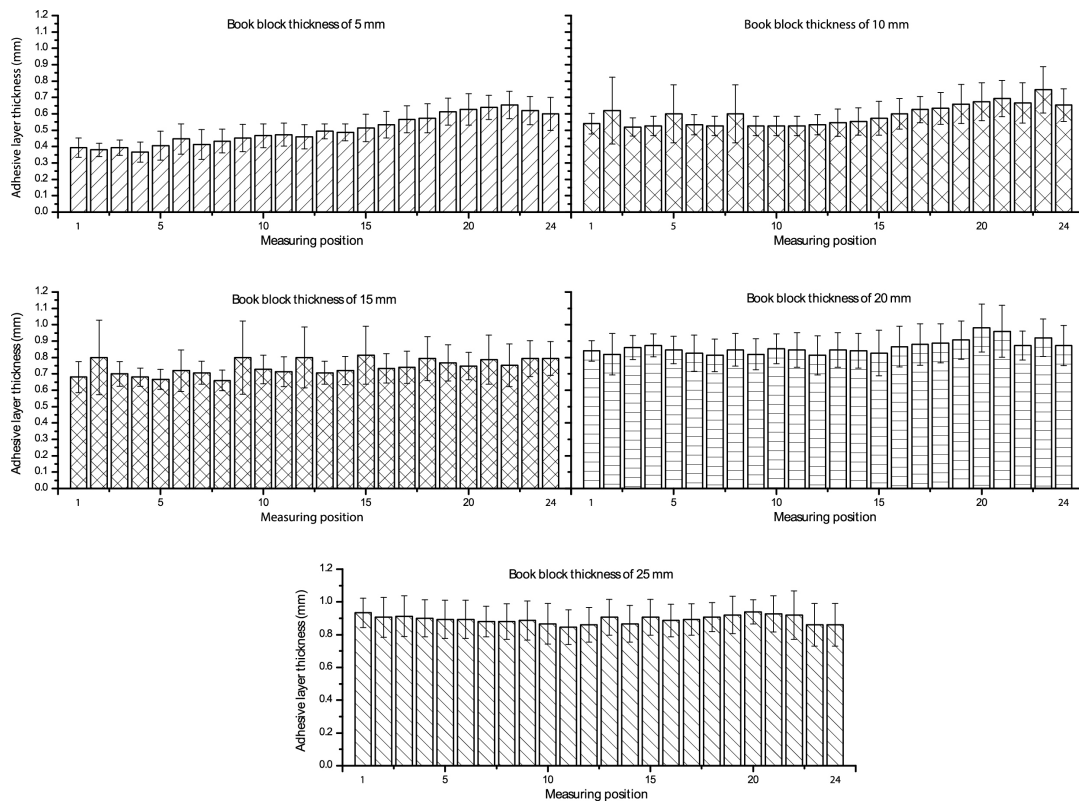 Book block thickness of 5 mm
Adhesive layer thickness (mm)
1.2
1.1
1.0
0.9
0.8
0.7
0.6
0.5
0.4
0.3
0.2
0.1
0.0
1 5 10 15 20 24
Measuring position
Book block thickness of 10 mm
1 5 10 15 20 24
Measuring position
Book block thickness of 15 mm
Adhesive layer thickness (mm)
1.2
1.1
1.0
0.9
0.8
0.7
0.6
0.5
0.4
0.3
0.2
0.1
0.0
1 5 10 15 20 24
Measuring position
Book block thickness of 20 mm
1 5 10 15 20 24
Measuring position
Book block thickness of 25 mm
Adhesive layer thickness (mm)
1.2
1.0
0.8
0.6
0.4
0.2
0.0
1 5 10 15 20 24
Measuring position